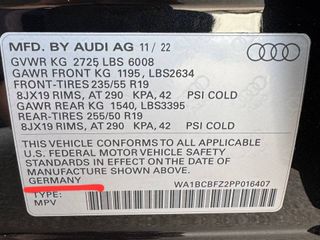 MFD. BY AUDI AG 11 / 22
GVWR KG 2725 LBS 6008
GAWR FRONT KG 1195, LBS2634
FRONT-TIRES 235/55 R19
8JX19 RIMS, AT 290 KPA, 42 PSI COLD
GAWR REAR KG 1540, LBS3395
REAR-TIRES 255/50 R19
8JX19 RIMS, AT 290 KPA, 42 PSI COLD
THIS VEHICLE CONFORMS TO ALL APPLICABLE
U.S. FEDERAL MOTOR VEHICLE SAFETY
STANDARDS IN EFFECT ON THE DATE OF
MANUFACTURE SHOWN ABOVE.
GERMANY
WA1BCBFZ2PP016407
TYPE:
MPV